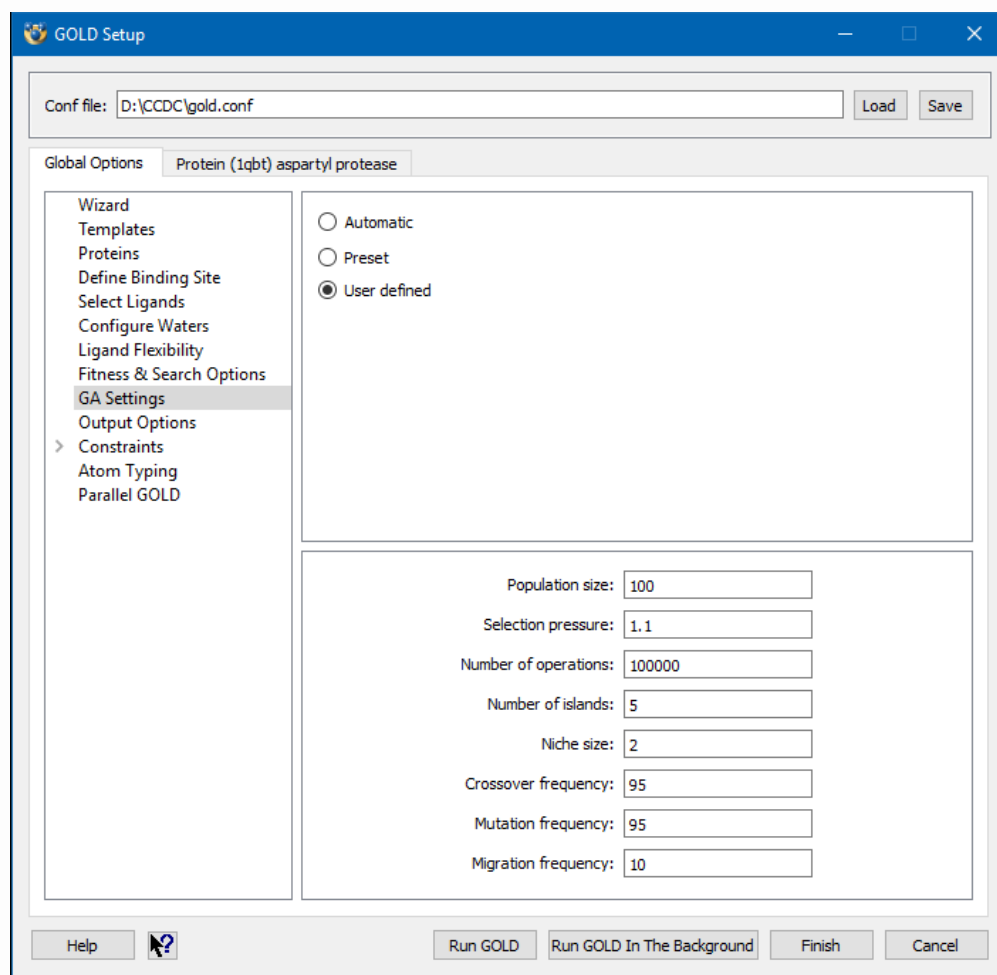 GOLD Setup
Conf file: D:\CCDC\gold.conf Load Save
Global Options Protein (1qbt) aspartyl protease
Wizard
Templates
Proteins
Define Binding Site
Select Ligands
Configure Waters
Ligand Flexibility
Fitness & Search Options
GA Settings
Output Options
Constraints
Atom Typing
Parallel GOLD
Automatic
Preset
User defined
Population size: 100
Selection pressure: 1.1
Number of operations: 100000
Number of islands: 5
Niche size: 2
Crossover frequency: 95
Mutation frequency: 95
Migration frequency: 10
Help ? Run GOLD Run GOLD In The Background Finish Cancel